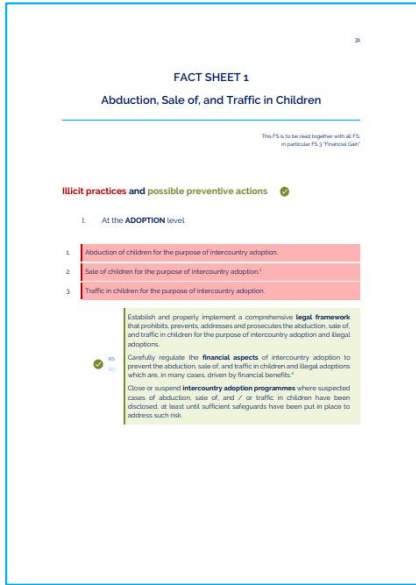 31
FACT SHEET 1
Abduction, Sale of, and Traffic in Children
This FS is to be read together with all FS,
in particular FS 3 "Financial Gain"
Illicit practices and possible preventive actions
I. At the ADOPTION level
1. Abduction of children for the purpose of intercountry adoption.
2. Sale of children for the purpose of intercountry adoption.
3. Traffic in children for the purpose of intercountry adoption.
Establish and properly implement a comprehensive legal framework
that prohibits, prevents, addresses and prosecutes the abduction, sale of,
and traffic in children for the purpose of intercountry adoption and illegal
adoptions.
RS
Carefully regulate the financial aspects of intercountry adoption to
prevent the abduction, sale of, and traffic in children and illegal adoptions
which are, in many cases, driven by financial benefits.
Close or suspend intercountry adoption programmes where suspected
cases of abduction, sale of, and / or traffic in children have been
disclosed, at least until sufficient safeguards have been put in place to
address such risk.